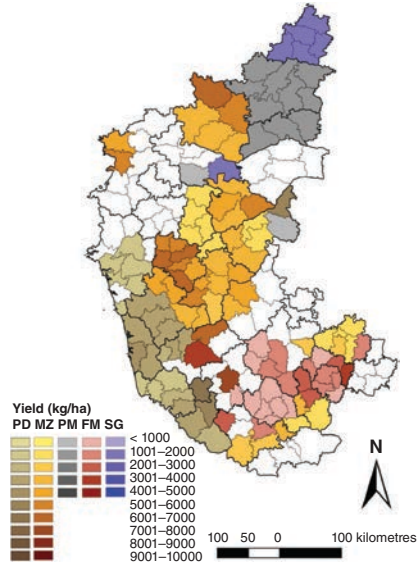 Yield (kg/ha)
PD MZ PM FM SG
< 1000
1001–2000
2001–3000
3001–4000
4001–5000
5001–6000
6001–7000
7001–8000
8001–9000
9001–10000
N
100 50 0 100 kilometres